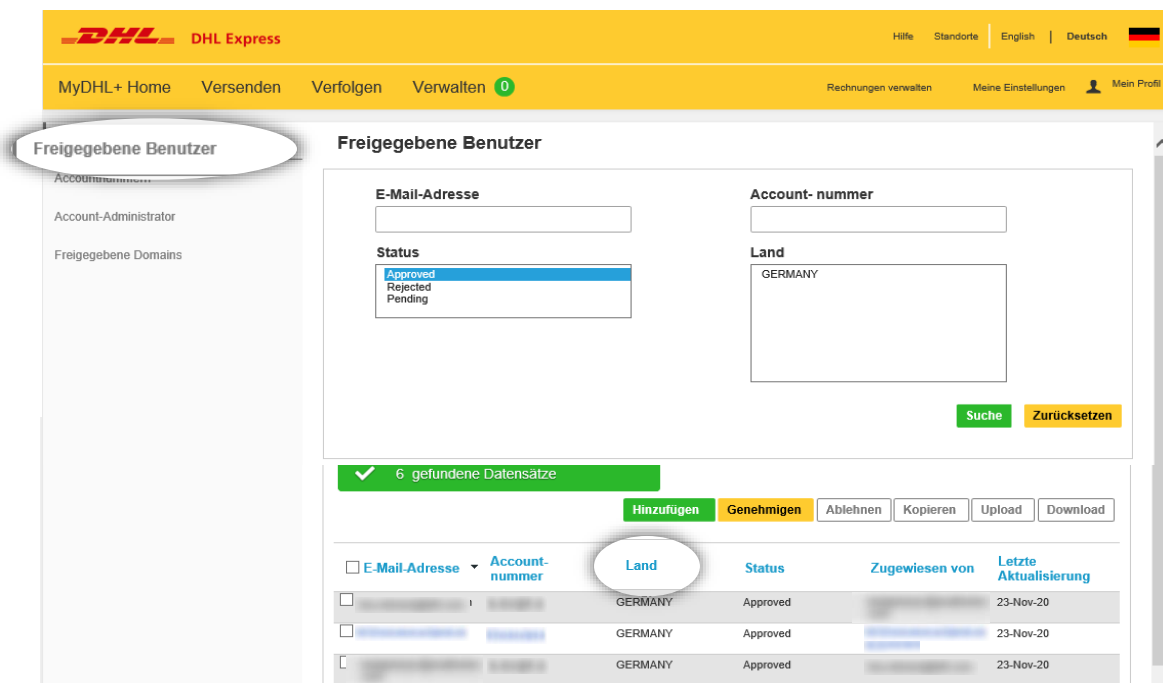 DHL DHL Express
Hilfe Standorte English | Deutsch
MyDHL+ Home Versenden Verfolgen Verwalten 0
Rechnungen verwalten Meine Einstellungen Mein Profil
Freigegebene Benutzer
Accountnummern
Account-Administrator
Freigegebene Domains
Freigegebene Benutzer
E-Mail-Adresse Account- nummer
Status Land
Approved
Rejected
Pending
GERMANY
Suche Zurücksetzen
6 gefundene Datensätze
Hinzufügen Genehmigen Ablehnen Kopieren Upload Download
E-Mail-Adresse Account-
nummer Land Status Zugewiesen von Letzte
Aktualisierung
GERMANY Approved 23-Nov-20
GERMANY Approved 23-Nov-20
GERMANY Approved 23-Nov-20